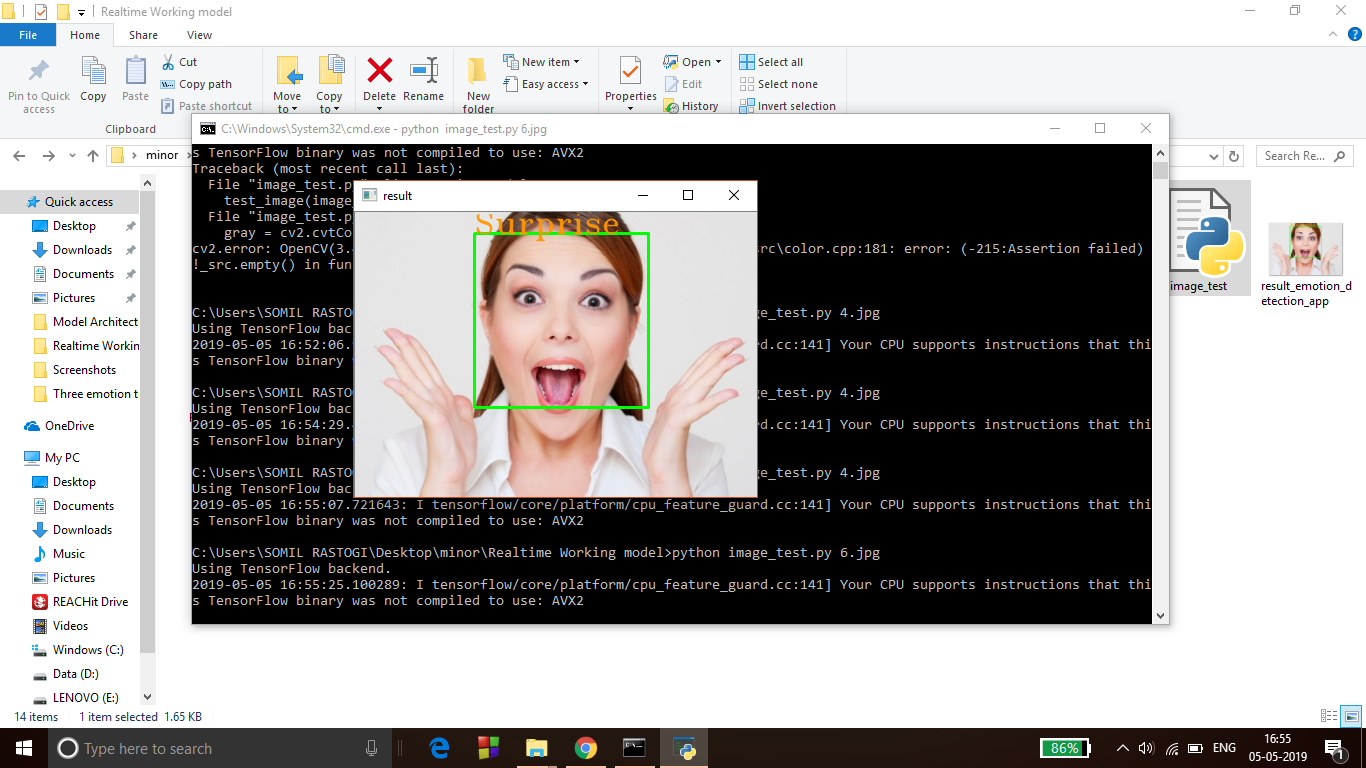 Realtime Working model
File
Home
Share
View
Pin to Quick access
Copy
Paste
Cut
Copy path
Paste shortcut
Clipboard
Move to
Copy to
Delete
Rename
New folder
New item
Easy access
Properties
Open
Edit
History
Select all
Select none
Invert selection
minor
Search Re...
C:\Windows\System32\cmd.exe - python  image_test.py 6.jpg
s TensorFlow binary was not compiled to use: AVX2
Traceback (most recent call last):
File "image_test.p
test_image(imag
File "image_test.p
gray = cv2.cvtCo
cv2.error: OpenCV(3. rc\color.cpp:181: error: (-215:Assertion failed)
!_src.empty() in fun
C:\Users\SOMIL RASTO ge_test.py 4.jpg
Using TensorFlow bac
2019-05-05 16:52:06. rd.cc:141] Your CPU supports instructions that thi
s TensorFlow binary
C:\Users\SOMIL RASTO ge_test.py 4.jpg
Using TensorFlow bac
2019-05-05 16:54:29. rd.cc:141] Your CPU supports instructions that thi
s TensorFlow binary
C:\Users\SOMIL RASTO ge_test.py 4.jpg
Using TensorFlow bac
2019-05-05 16:55:07.721643: I tensorflow/core/platform/cpu_feature_guard.cc:141] Your CPU supports instructions that thi
s TensorFlow binary was not compiled to use: AVX2
C:\Users\SOMIL RASTOGI\Desktop\minor\Realtime Working model>python image_test.py 6.jpg
Using TensorFlow backend.
2019-05-05 16:55:25.100289: I tensorflow/core/platform/cpu_feature_guard.cc:141] Your CPU supports instructions that thi
s TensorFlow binary was not compiled to use: AVX2
result
Surprise
Quick access
Desktop
Downloads
Documents
Pictures
Model Architect
Realtime Workin
Screenshots
Three emotion t
OneDrive
My PC
Desktop
Documents
Downloads
Music
Pictures
REACHit Drive
Videos
Windows (C:)
Data (D:)
LENOVO (E:)
image_test
result_emotion_d
etection_app
14 items
1 item selected  1.65 KB
Type here to search
86%
ENG
16:55
05-05-2019
1